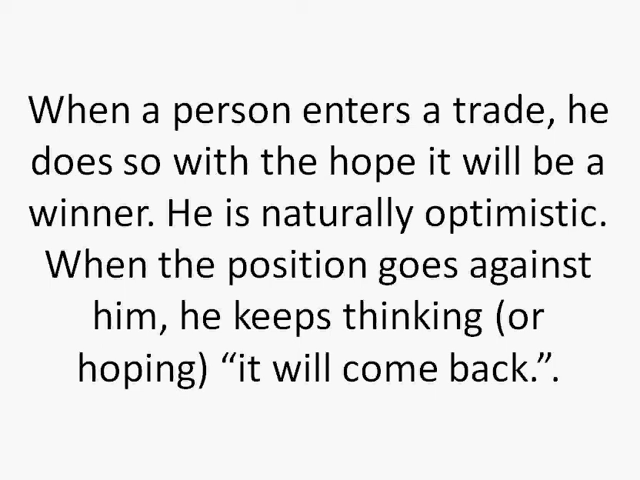 When a person enters a trade, he
does so with the hope it will be a
winner. He is naturally optimistic.
When the position goes against
him, he keeps thinking (or
hoping) “it will come back.”.